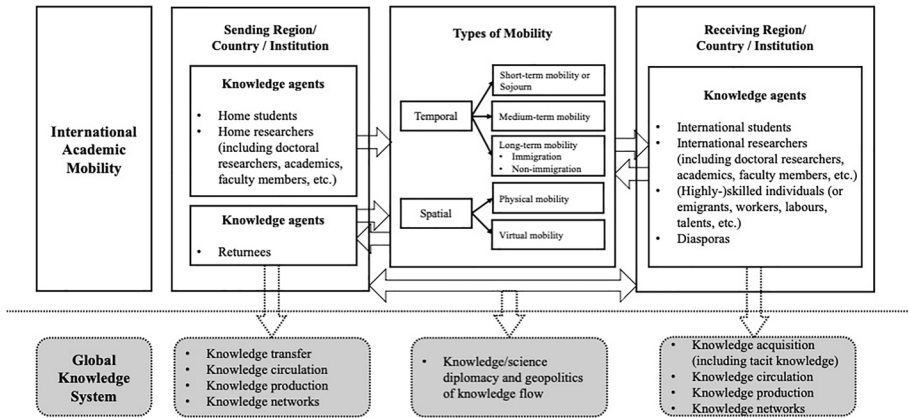 International
Academic
Mobility
Sending Region/
Country / Institution
Knowledge agents
• Home students
• Home researchers
(including doctoral
researchers, academics,
faculty members, etc.)
Knowledge agents
• Returnees
Types of Mobility
Temporal
Short-term mobility or
Sojourn
Medium-term mobility
Long-term mobility
• Immigration
• Non-immigration
Spatial
Physical mobility
Virtual mobility
Receiving Region/
Country / Institution
Knowledge agents
• International students
• International researchers
(including doctoral researchers,
academics, faculty members, etc.)
• (Highly-)skilled individuals (or
emigrants, workers, labours,
talents, etc.)
• Diasporas
Global
Knowledge
System
• Knowledge transfer
• Knowledge circulation
• Knowledge production
• Knowledge networks
• Knowledge/science
diplomacy and geopolitics
of knowledge flow
• Knowledge acquisition
(including tacit knowledge)
• Knowledge circulation
• Knowledge production
• Knowledge networks